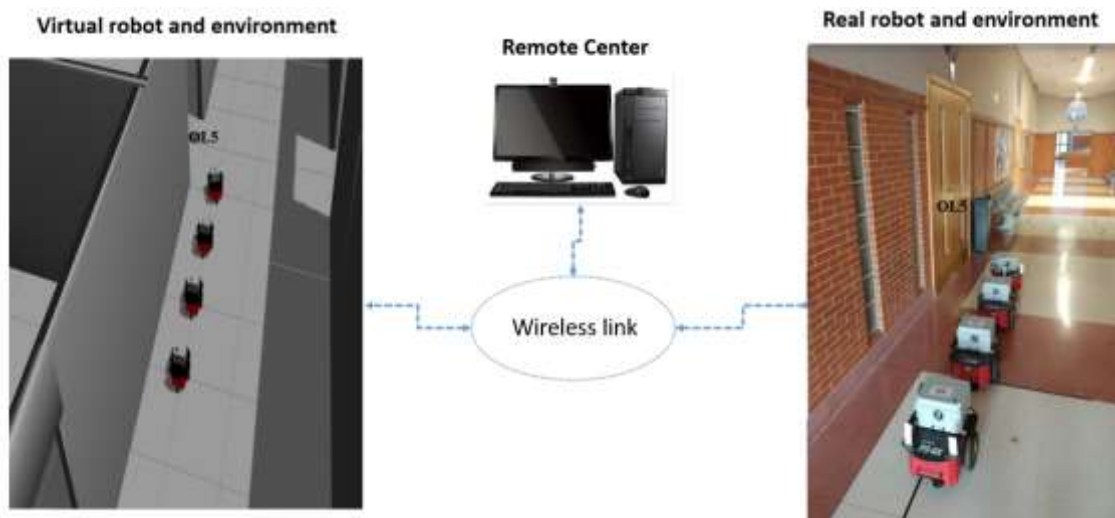 Virtual robot and environment
Remote Center
Real robot and environment
OL5
OL5
Wireless link